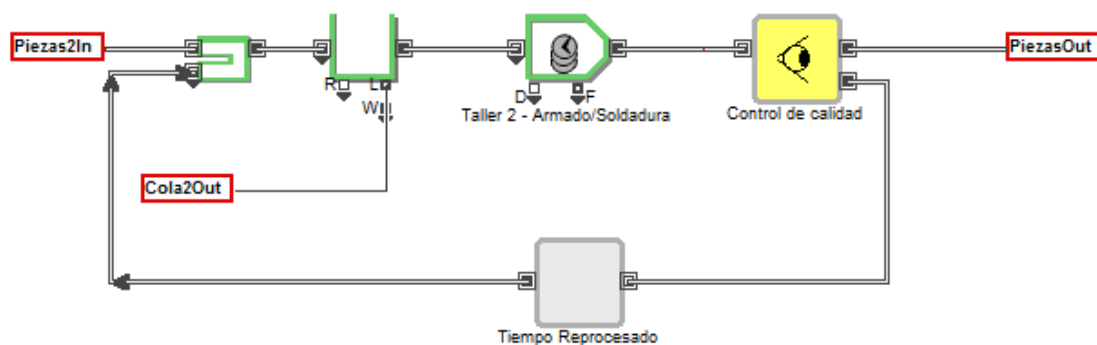 Piezas2In
PiezasOut
R L
W
D F
Taller 2 - Armado/Soldadura
Control de calidad
Cola2Out
Tiempo Reprocesado